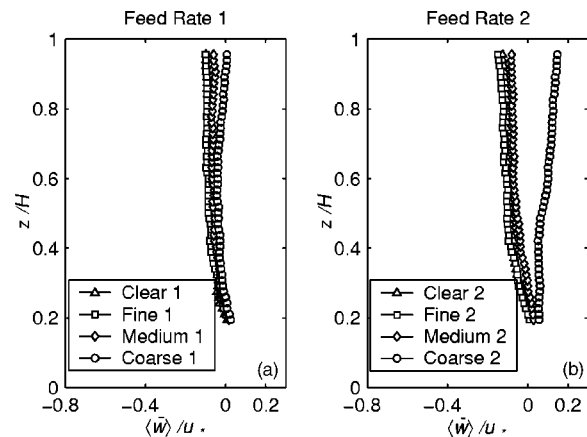 Feed Rate 1
1
0.8
0.6
0.4
0.2
0
z/H
Clear 1
Fine 1
Medium 1
Coarse 1
(a)
−0.8
−0.4
0
0.2
⟨w̄⟩/u⋆
Feed Rate 2
1
0.8
0.6
0.4
0.2
0
z/H
Clear 2
Fine 2
Medium 2
Coarse 2
(b)
−0.8
−0.4
0
0.2
⟨w̄⟩/u⋆